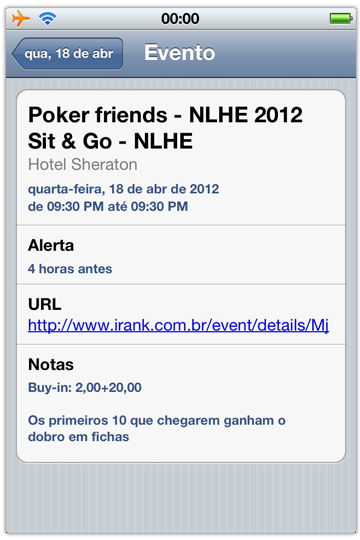 00:00
qua, 18 de abr
Evento
Poker friends - NLHE 2012
Sit & Go - NLHE
Hotel Sheraton
quarta-feira, 18 de abr de 2012
de 09:30 PM até 09:30 PM
Alerta
4 horas antes
URL
http://www.irank.com.br/event/details/Mj
Notas
Buy-in: 2,00+20,00
Os primeiros 10 que chegarem ganham o
dobro em fichas